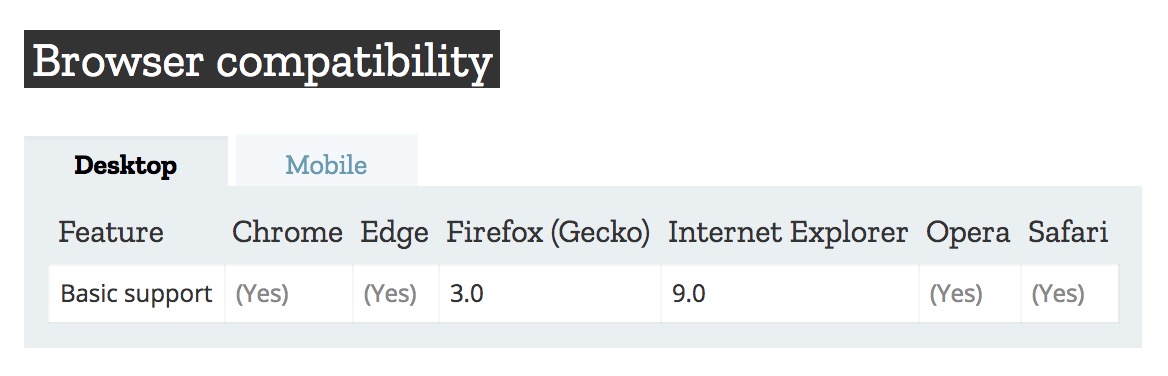 Browser compatibility
Desktop Mobile
Feature Chrome Edge Firefox (Gecko) Internet Explorer Opera Safari
Basic support (Yes) (Yes) 3.0 9.0 (Yes) (Yes)